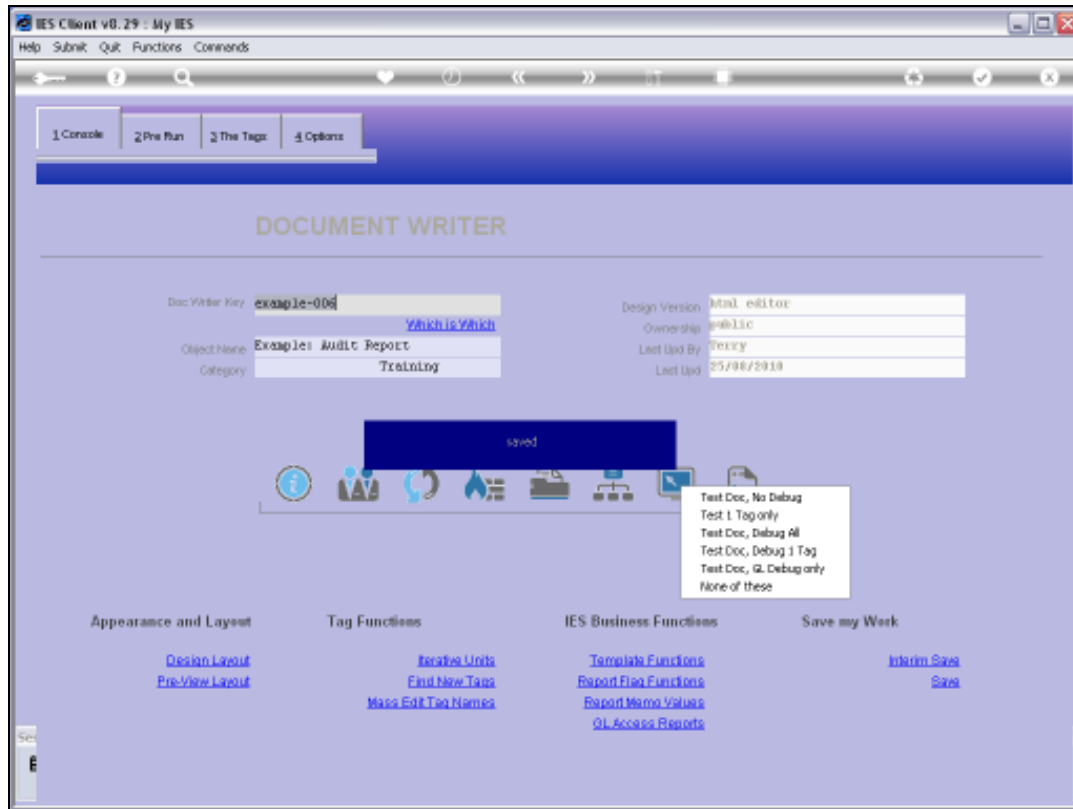 IES Client v8.29 : My IES
Help Submit Quit Functions Commands
1 Console 2 Pre Run 3 The Tags 4 Options
DOCUMENT WRITER
Doc Writer Key example-006
Design Version html editor
Which is Which
Ownership public
Object Name Example: Audit Report
Last Upd By Terry
Category Training
Last Upd 25/08/2010
saved
Test Doc, No Debug
Test 1 Tag only
Test Doc, Debug All
Test Doc, Debug 1 Tag
Test Doc, GL Debug only
None of these
Appearance and Layout Tag Functions IES Business Functions Save my Work
Design Layout Iterative Units Template Functions Interim Save
Pre-View Layout Find New Tags Report Flag Functions Save
Mass Edit Tag Names Report Memo Values
GL Access Reports